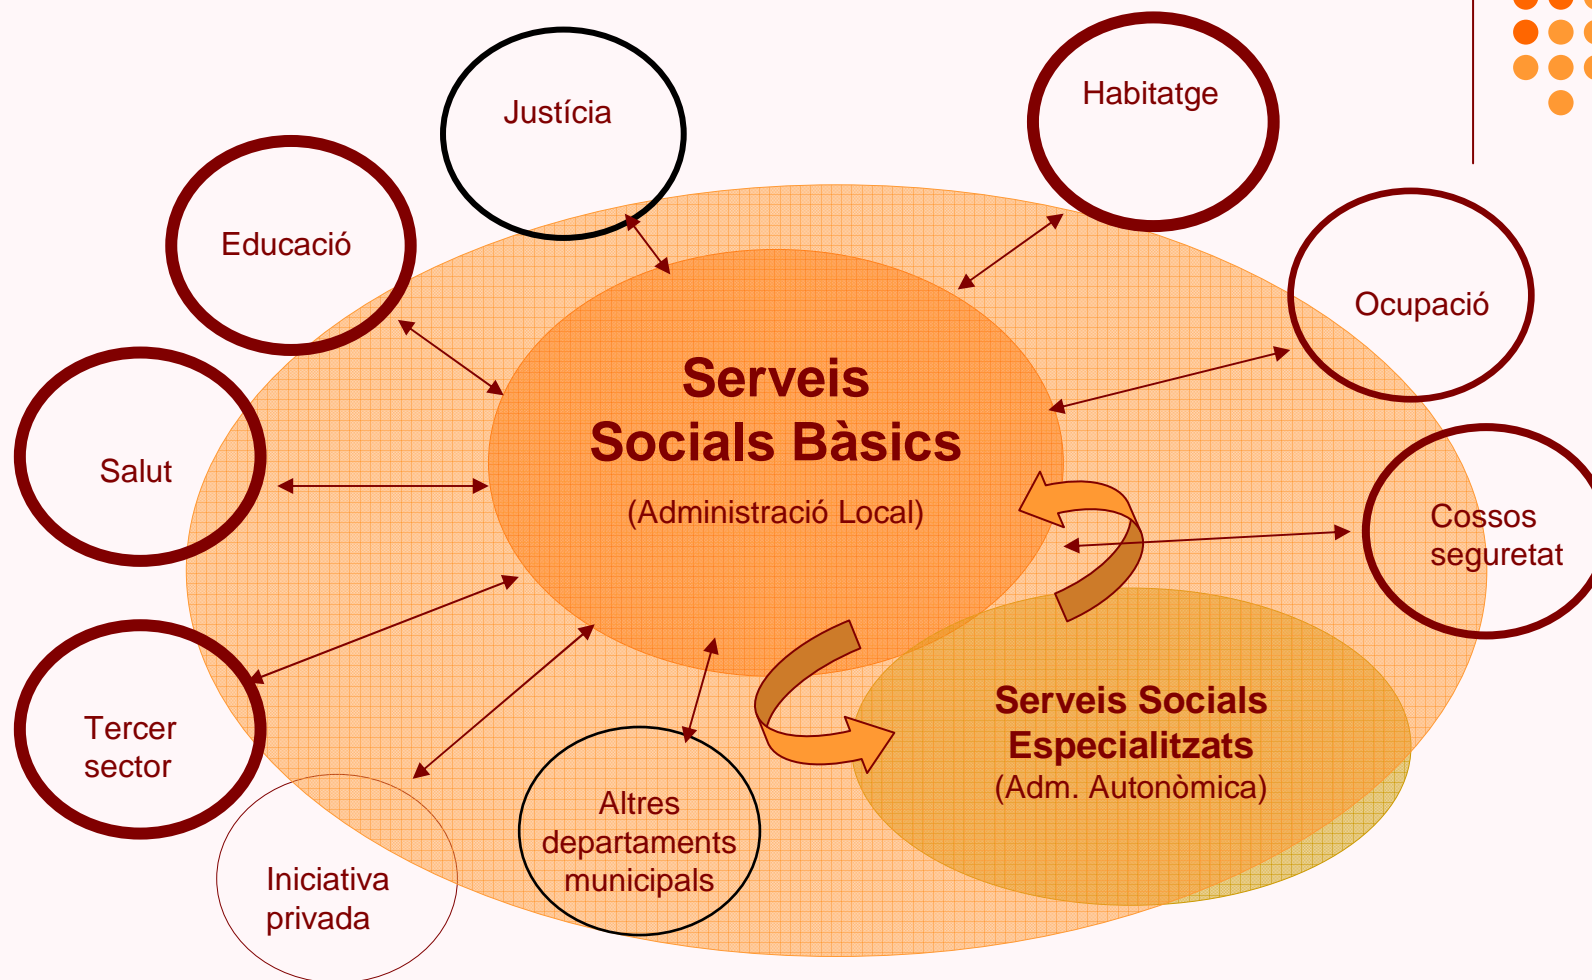 Justícia
Habitatge
Educació
Ocupació
Serveis
Socials Bàsics
(Administració Local)
Salut
Cossos
seguretat
Serveis Socials
Especialitzats
(Adm. Autonòmica)
Tercer
sector
Altres
departaments
municipals
Iniciativa
privada